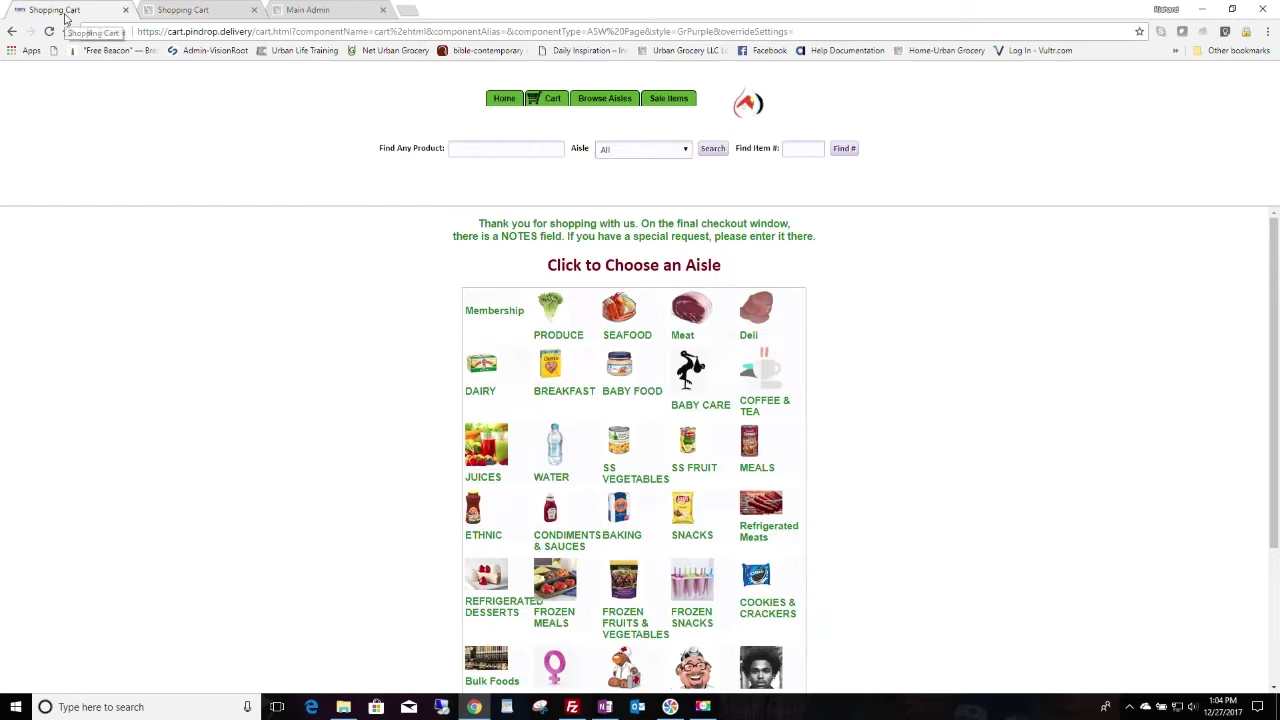 Shopping Cart
Shopping Cart
Main Admin
Richard
Shopping Cart
https://cart.pindrop.delivery/cart.html?componentName=cart%2ehtml&componentAlias=&componentType=ASW%20Page&style=GrPurple&overrideSettings=
Apps
"Free Beacon" – Bro
Admin-VisionRoot
Urban Life Training
Net Urban Grocery
bible-contemporary
Daily Inspiration – In
Urban Grocery LLC
Facebook
Help Documentation
Home-Urban Grocery
Log In - Vultr.com
»
Other bookmarks
Home
Cart
Browse Aisles
Sale Items
Find Any Product:
Aisle
All
Search
Find Item #:
Find #
Thank you for shopping with us. On the final checkout window,
there is a NOTES field. If you have a special request, please enter it there.
Click to Choose an Aisle
Membership
PRODUCE
SEAFOOD
Meat
Deli
DAIRY
BREAKFAST
BABY FOOD
BABY CARE
COFFEE &
TEA
JUICES
WATER
SS
VEGETABLES
SS FRUIT
MEALS
ETHNIC
CONDIMENTS
& SAUCES
BAKING
SNACKS
Refrigerated
Meats
REFRIGERATED
DESSERTS
FROZEN
MEALS
FROZEN
FRUITS &
VEGETABLES
FROZEN
SNACKS
COOKIES &
CRACKERS
Bulk Foods
Type here to search
1:04 PM
12/27/2017